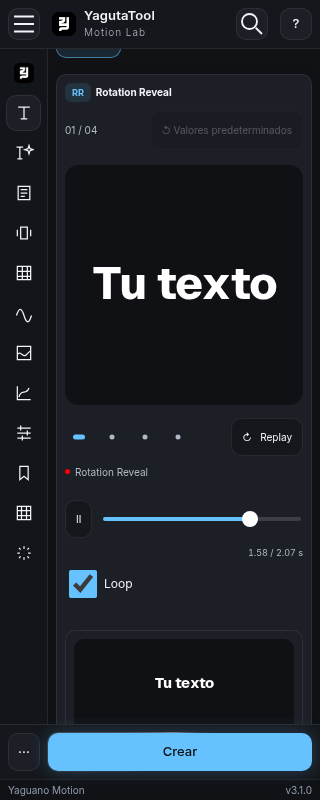 YagutaTool
Motion Lab
?
RR Rotation Reveal
01 / 04
Valores predeterminados
Tu texto
Replay
Rotation Reveal
1.58 / 2.07 s
Loop
Tu texto
...
Crear
Yaguano Motion
v3.1.0